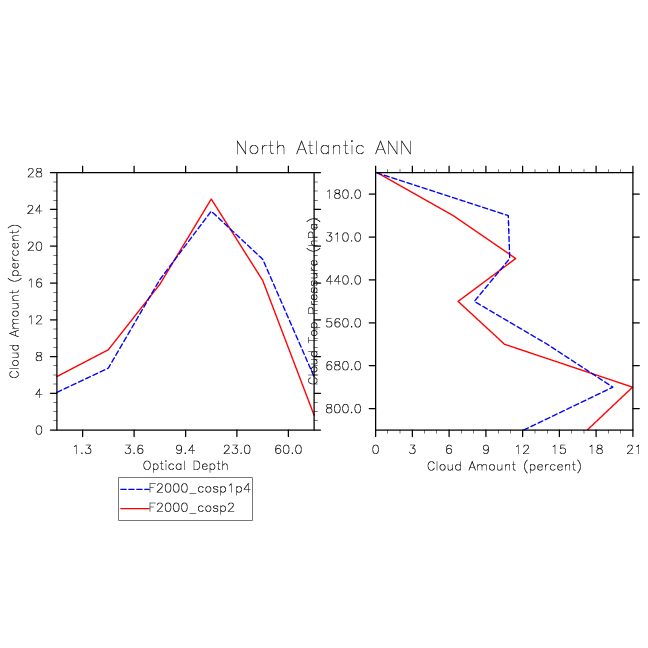 North Atlantic ANN
Cloud Amount (percent)
28
24
20
16
12
8
4
0
1.3 3.6 9.4 23.0 60.0
Optical Depth
Cloud Top Pressure (hPa)
180.0
310.0
440.0
560.0
680.0
800.0
0 3 6 9 12 15 18 21
Cloud Amount (percent)
F2000_cosp1p4
F2000_cosp2